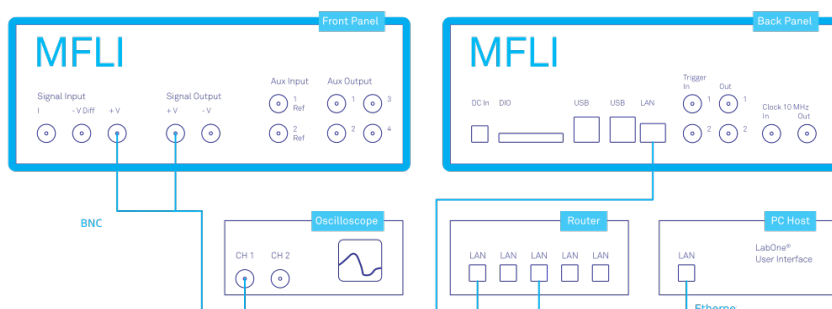 Front Panel
MFLI
Signal Input
I - V Diff + V
Signal Output
+ V - V
Aux Input
1
Ref
2
Ref
Aux Output
1 3
2 4
BNC
Oscilloscope
CH 1 CH 2
Back Panel
MFLI
DC In DIO USB USB LAN
Trigger
In Out
1 1
2 2
Clock 10 MHz
In Out
Router
LAN LAN LAN LAN LAN
PC Host
LAN
LabOne®
User Interface
Etherne